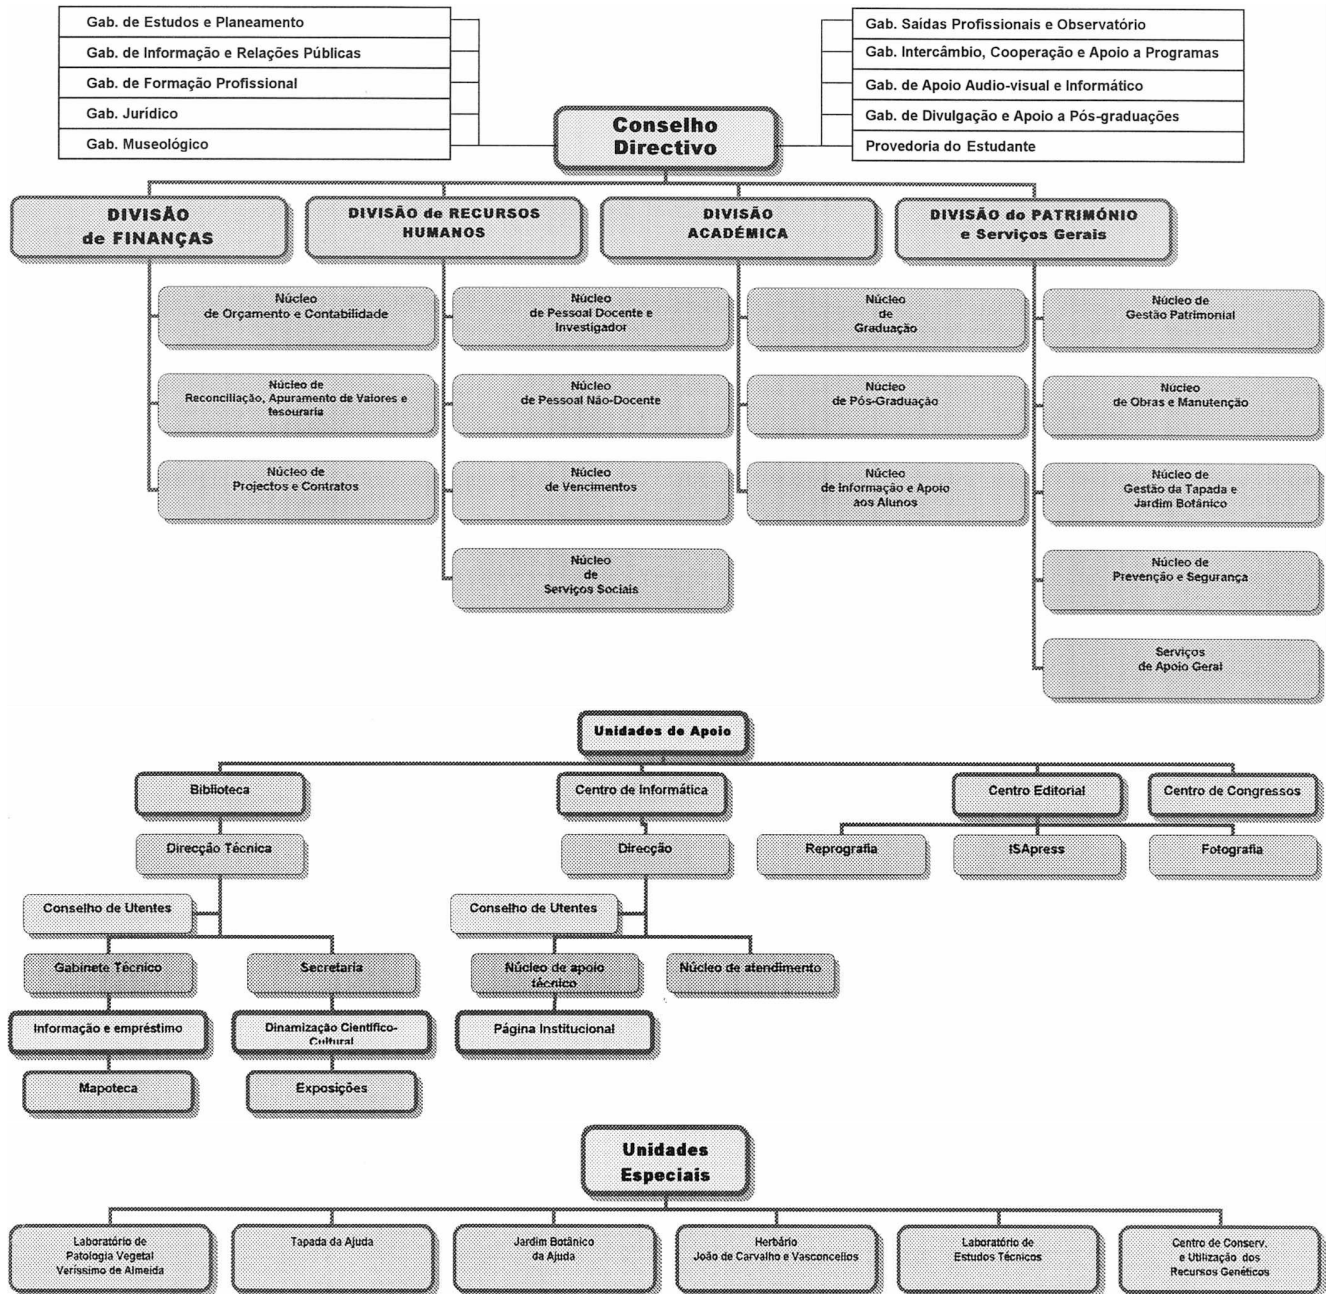 Gab. de Estudos e Planeamento
Gab. de Informação e Relações Públicas
Gab. de Formação Profissional
Gab. Jurídico
Gab. Museológico
Gab. Saídas Profissionais e Observatório
Gab. Intercâmbio, Cooperação e Apoio a Programas
Gab. de Apoio Audio-visual e Informático
Gab. de Divulgação e Apoio a Pós-graduações
Provedoria do Estudante
Conselho
Directivo
DIVISÃO
de FINANÇAS
DIVISÃO de RECURSOS
HUMANOS
DIVISÃO
ACADÉMICA
DIVISÃO do PATRIMÓNIO
e Serviços Gerais
Núcleo
de Orçamento e Contabilidade
Núcleo de
Reconciliação, Apuramento de Valores e
tesouraria
Núcleo de
Projectos e Contratos
Núcleo
de Pessoal Docente e
Investigador
Núcleo
de Pessoal Não-Docente
Núcleo
de Vencimentos
Núcleo
de
Serviços Sociais
Núcleo
de
Graduação
Núcleo
de Pós-Graduação
Núcleo
de Informação e Apoio
aos Alunos
Núcleo de
Gestão Patrimonial
Núcleo
de Obras e Manutenção
Núcleo de
Gestão da Tapada e
Jardim Botânico
Núcleo de
Prevenção e Segurança
Serviços
de Apoio Geral
Unidades de Apoio
Biblioteca
Centro de Informática
Centro Editorial
Centro de Congressos
Direcção Técnica
Direcção
Reprografia
ISApress
Fotografia
Conselho de Utentes
Conselho de Utentes
Gabinete Técnico
Secretaria
Núcleo de apoio
técnico
Núcleo de atendimento
Informação e empréstimo
Dinamização Científico-
Cultural
Página Institucional
Mapoteca
Exposições
Unidades
Especiais
Laboratório de
Patologia Vegetal
Veríssimo de Almeida
Tapada da Ajuda
Jardim Botânico
da Ajuda
Herbário
João de Carvalho e Vasconcellos
Laboratório de
Estudos Técnicos
Centro de Conserv.
e Utilização dos
Recursos Genéticos